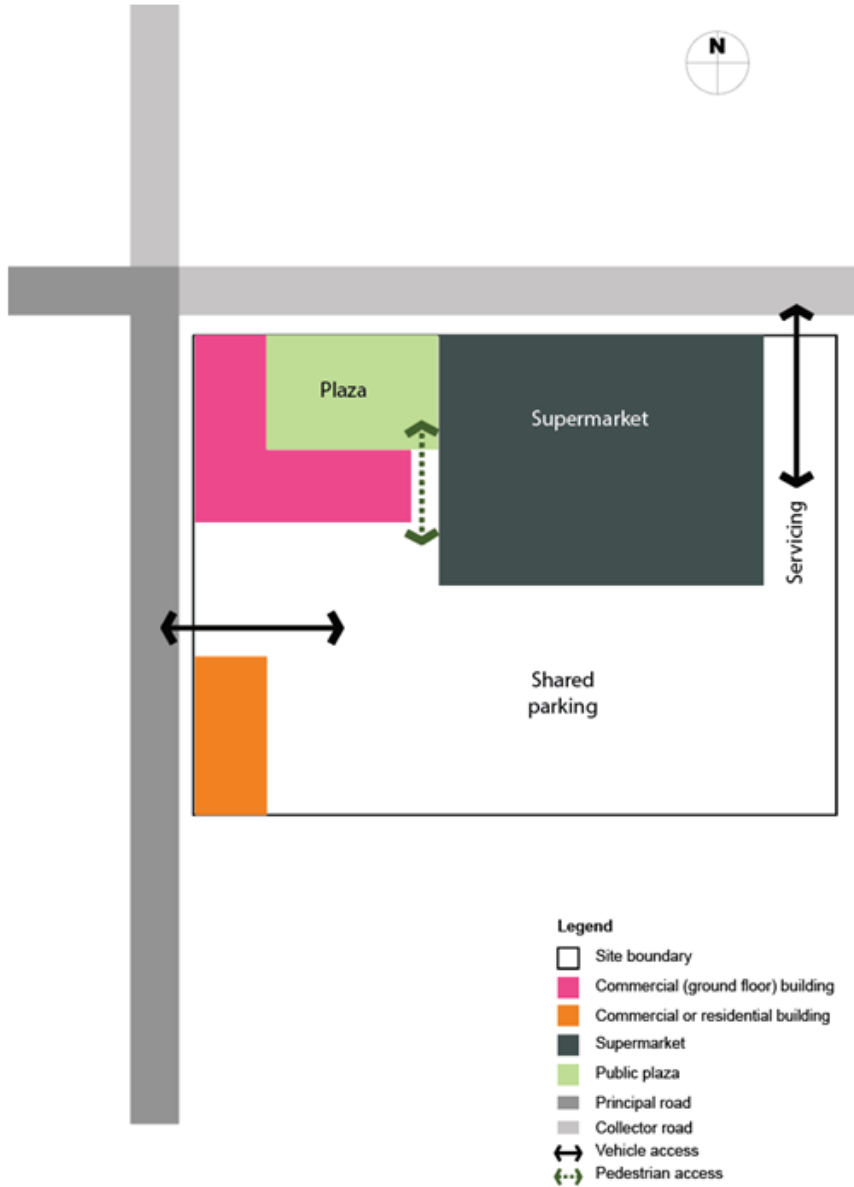 N
Plaza
Supermarket
Servicing
Shared
parking
Legend
Site boundary
Commercial (ground floor) building
Commercial or residential building
Supermarket
Public plaza
Principal road
Collector road
Vehicle access
Pedestrian access